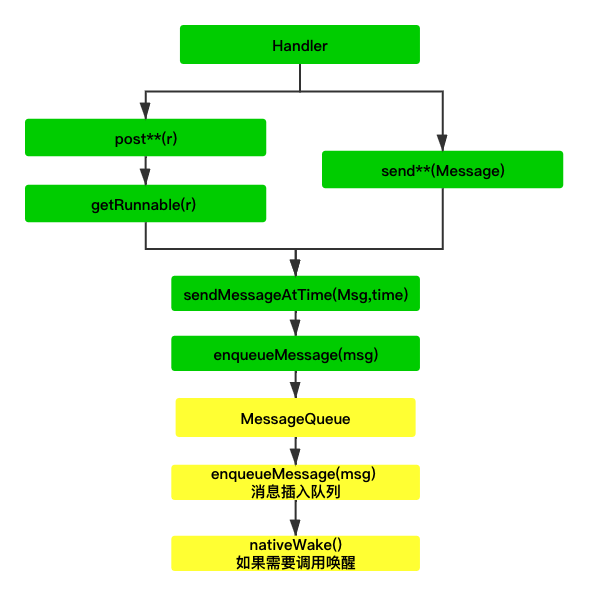 Handler
post**(r)
send**(Message)
getRunnable(r)
sendMessageAtTime(Msg,time)
enqueueMessage(msg)
MessageQueue
enqueueMessage(msg)
消息插入队列
nativeWake()
如果需要调用唤醒